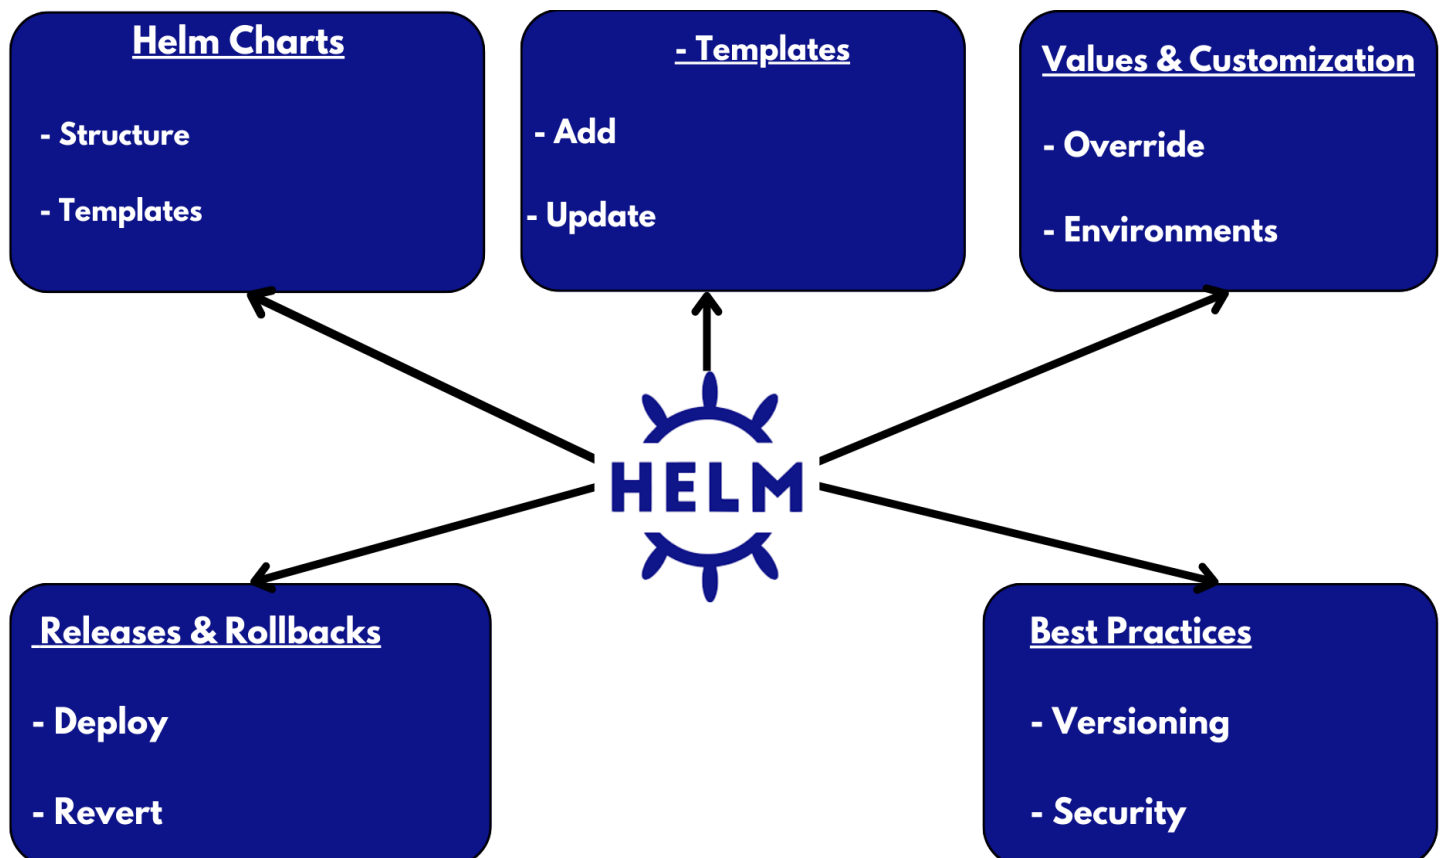 Helm Charts
- Structure
- Templates
- Templates
- Add
- Update
Values & Customization
- Override
- Environments
HELM
Releases & Rollbacks
- Deploy
- Revert
Best Practices
- Versioning
- Security